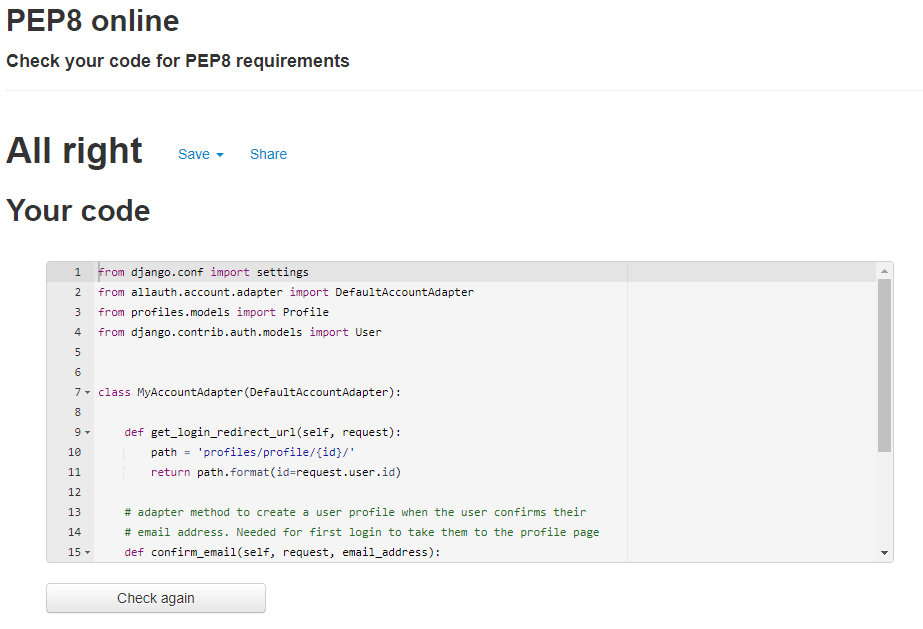 PEP8 online
Check your code for PEP8 requirements
All right Save Share
Your code
1 from django.conf import settings
2 from allauth.account.adapter import DefaultAccountAdapter
3 from profiles.models import Profile
4 from django.contrib.auth.models import User
5
6
7 class MyAccountAdapter(DefaultAccountAdapter):
8
9     def get_login_redirect_url(self, request):
10         path = 'profiles/profile/{id}/'
11         return path.format(id=request.user.id)
12
13     # adapter method to create a user profile when the user confirms their
14     # email address. Needed for first login to take them to the profile page
15     def confirm_email(self, request, email_address):
Check again